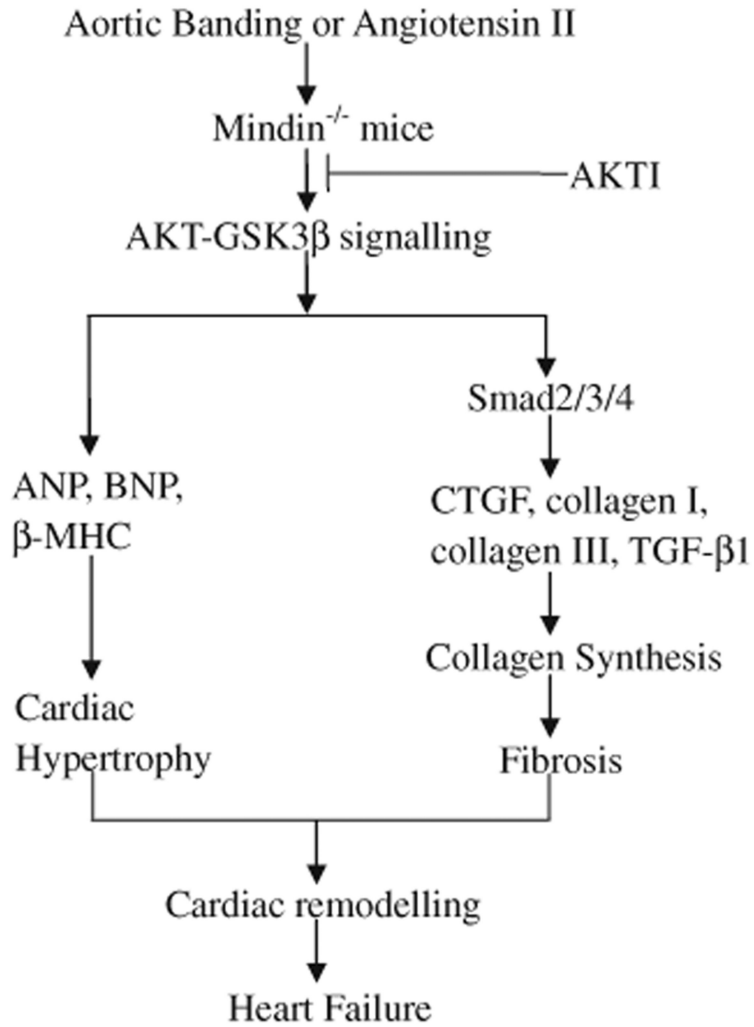 Aortic Banding or Angiotensin II
Mindin-/- mice
AKTI
AKT-GSK3β signalling
Smad2/3/4
ANP, BNP,
β-MHC
CTGF, collagen I,
collagen III, TGF-β1
Collagen Synthesis
Cardiac
Hypertrophy
Fibrosis
Cardiac remodelling
Heart Failure